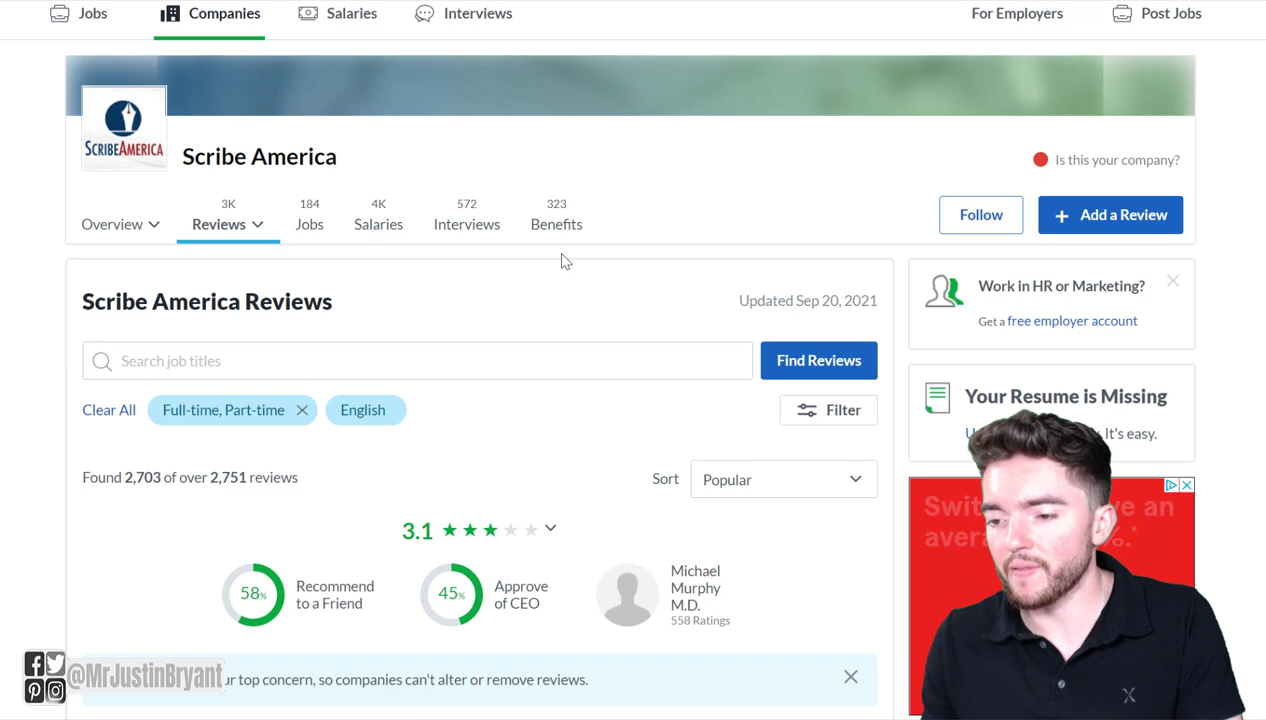 Jobs
Companies
Salaries
Interviews
For Employers
Post Jobs
SCRIBEAMERICA
Scribe America
Is this your company?
3K
184
4K
572
323
Overview
Reviews
Jobs
Salaries
Interviews
Benefits
Follow
+ Add a Review
Scribe America Reviews
Updated Sep 20, 2021
Search job titles
Find Reviews
Clear All
Full-time, Part-time
English
Filter
Found 2,703 of over 2,751 reviews
Sort
Popular
3.1
58%
Recommend
to a Friend
45%
Approve
of CEO
Michael
Murphy
M.D.
558 Ratings
@MrJustinBryant
ur top concern, so companies can't alter or remove reviews.
Work in HR or Marketing?
Get a free employer account
Your Resume is Missing
It's easy.